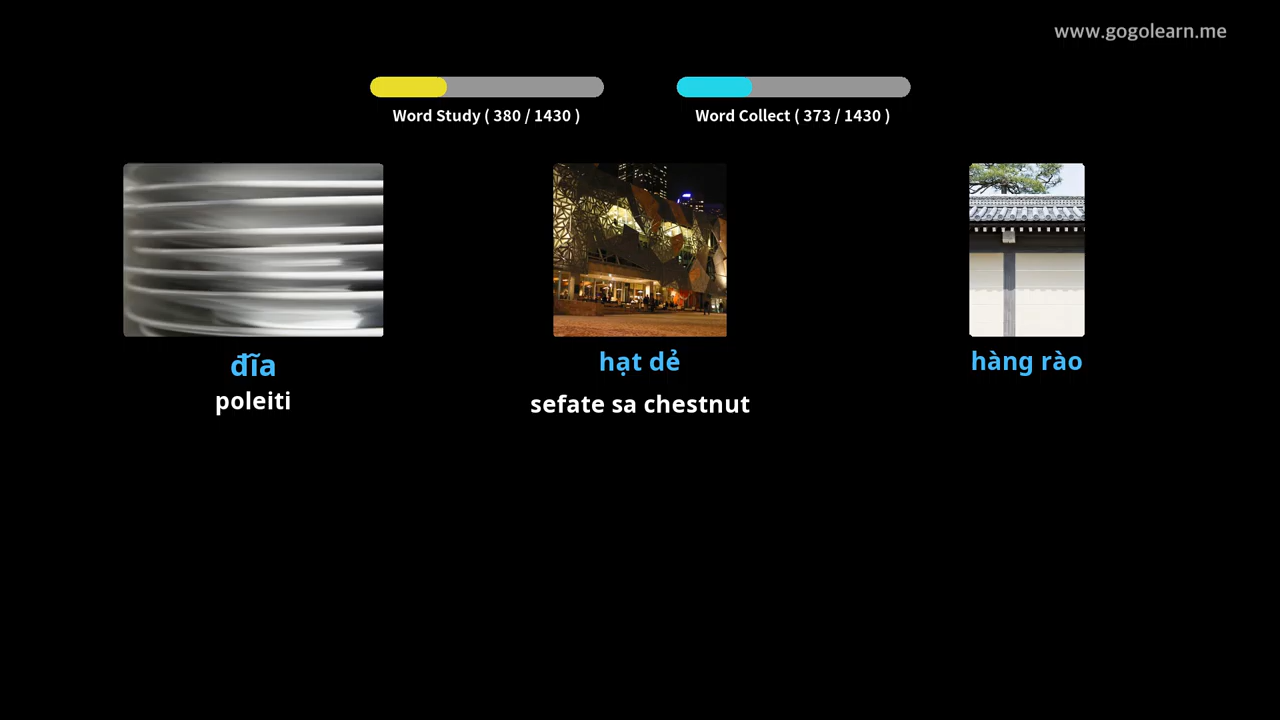 www.gogolearn.me
Word Study ( 380 / 1430 )
Word Collect ( 373 / 1430 )
đĩa
poleiti
hạt dẻ
sefate sa chestnut
hàng rào